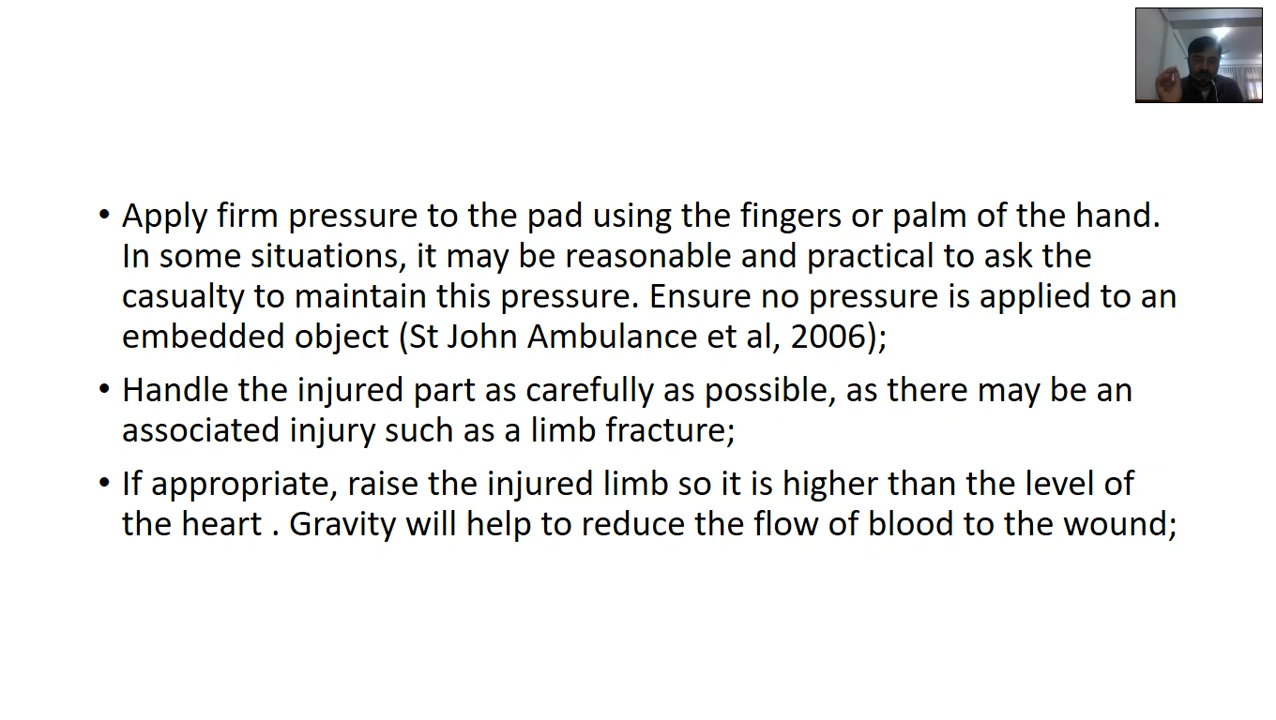 • Apply firm pressure to the pad using the fingers or palm of the hand.
In some situations, it may be reasonable and practical to ask the
casualty to maintain this pressure. Ensure no pressure is applied to an
embedded object (St John Ambulance et al, 2006);
• Handle the injured part as carefully as possible, as there may be an
associated injury such as a limb fracture;
• If appropriate, raise the injured limb so it is higher than the level of
the heart . Gravity will help to reduce the flow of blood to the wound;